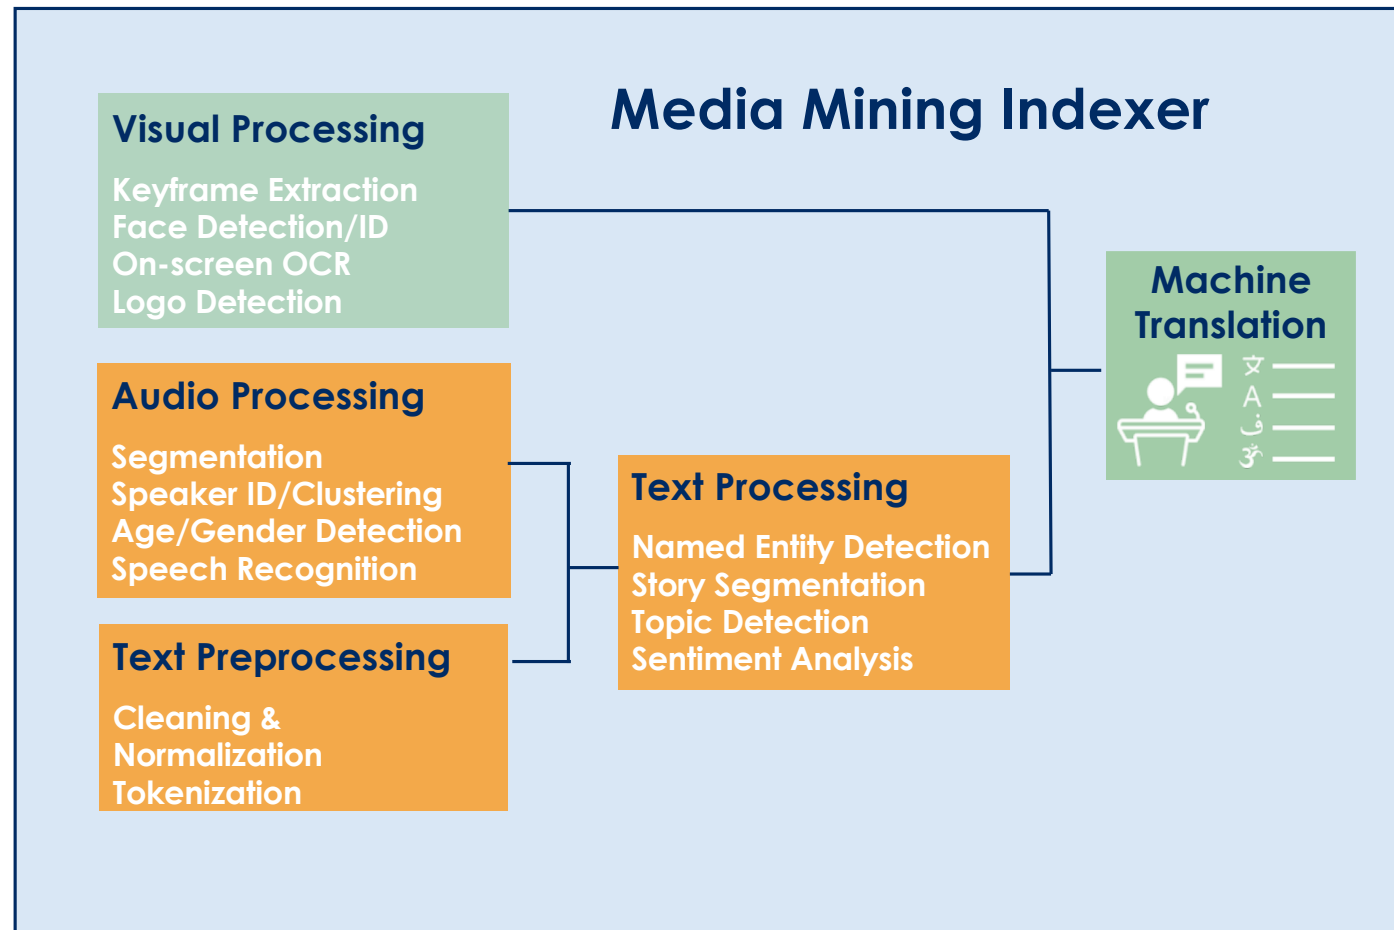 Media Mining Indexer
Visual Processing
Keyframe Extraction
Face Detection/ID
On-screen OCR
Logo Detection
Audio Processing
Segmentation
Speaker ID/Clustering
Age/Gender Detection
Speech Recognition
Text Preprocessing
Cleaning &
Normalization
Tokenization
Text Processing
Named Entity Detection
Story Segmentation
Topic Detection
Sentiment Analysis
Machine
Translation
文
A
ف
ॐ